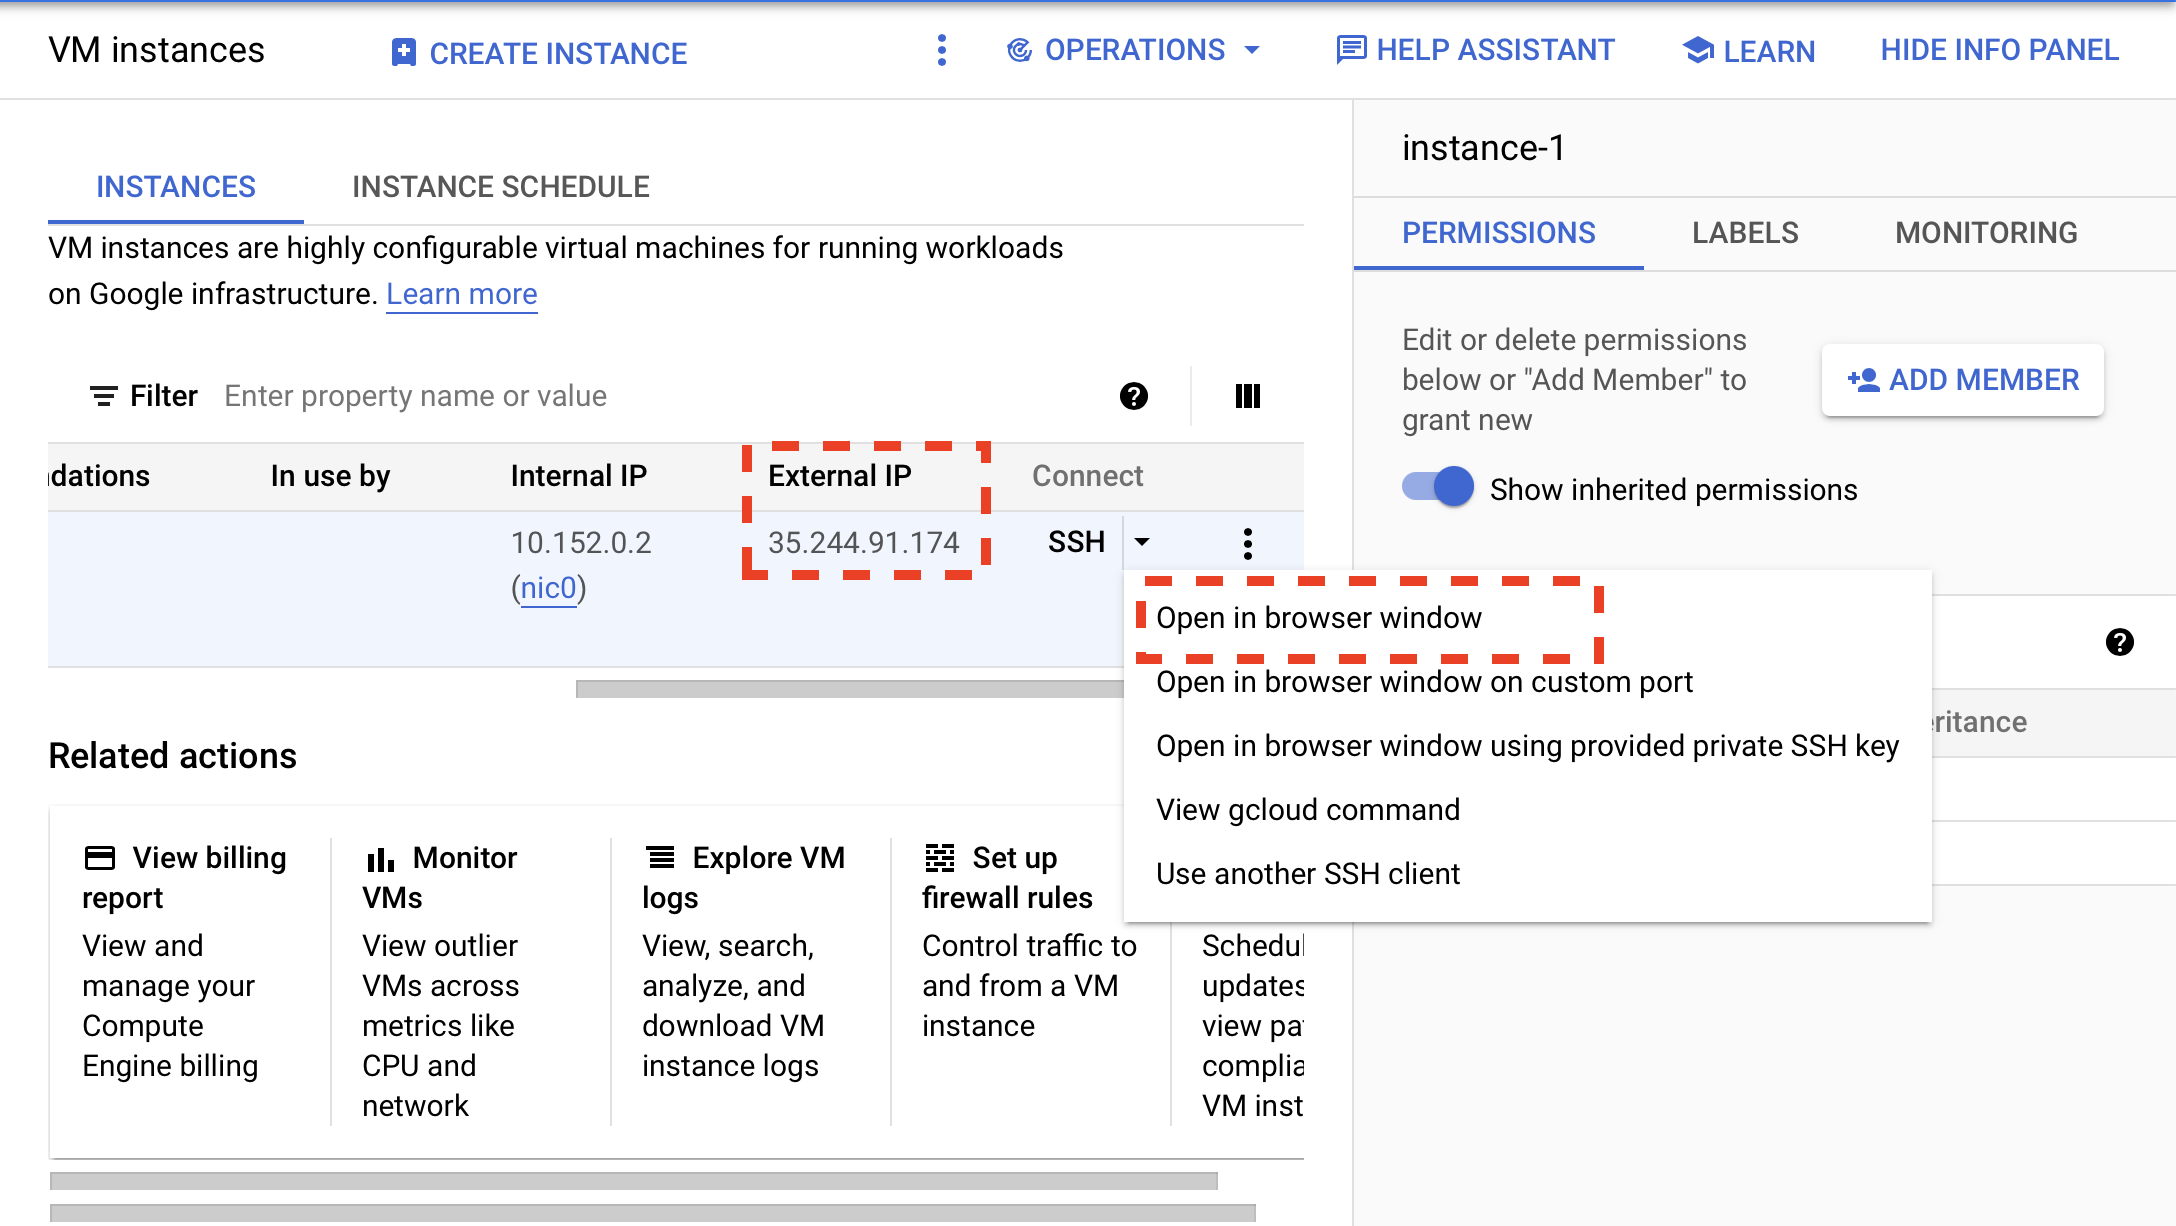 VM instances
CREATE INSTANCE
OPERATIONS
HELP ASSISTANT
LEARN
HIDE INFO PANEL
INSTANCES
INSTANCE SCHEDULE
VM instances are highly configurable virtual machines for running workloads
on Google infrastructure. Learn more
Filter Enter property name or value
dations
In use by
Internal IP
External IP
Connect
10.152.0.2
(nic0)
35.244.91.174
SSH
Open in browser window
Open in browser window on custom port
Open in browser window using provided private SSH key
View gcloud command
Use another SSH client
Related actions
View billing
report
View and
manage your
Compute
Engine billing
Monitor
VMs
View outlier
VMs across
metrics like
CPU and
network
Explore VM
logs
View, search,
analyze, and
download VM
instance logs
Set up
firewall rules
Control traffic to
and from a VM
instance
Schedul
updates
view pa
complia
VM inst
instance-1
PERMISSIONS
LABELS
MONITORING
Edit or delete permissions
below or "Add Member" to
grant new
ADD MEMBER
Show inherited permissions
eritance